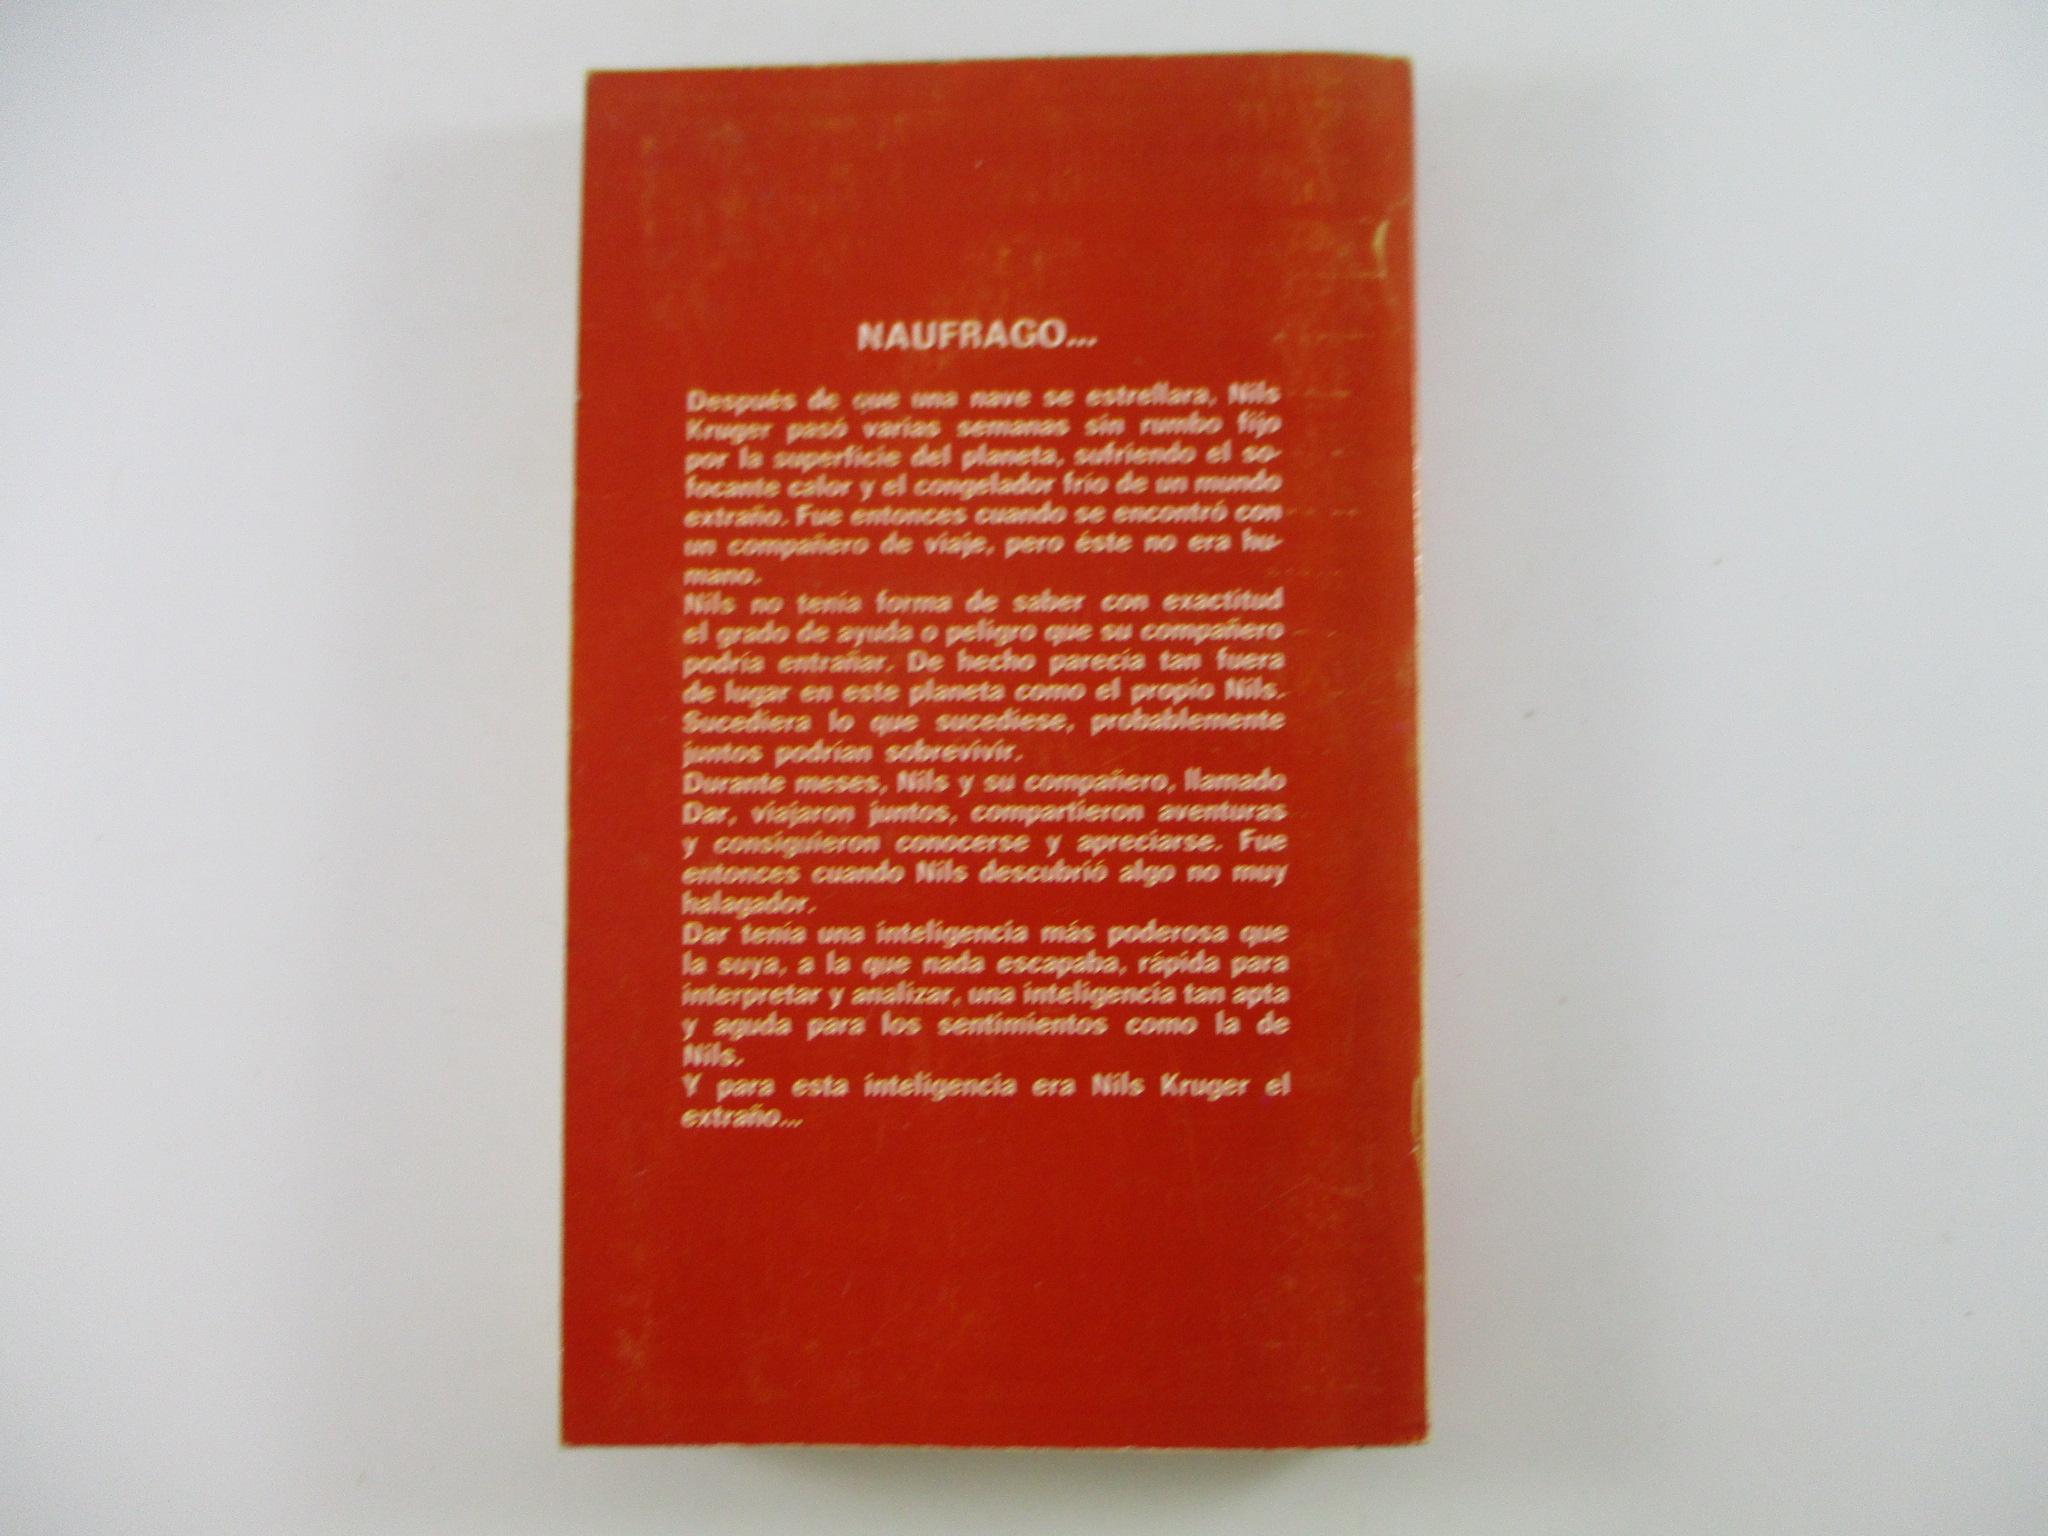 NAUFRAGO...
Después de que una nave se estrellara, Nils
Kruger pasó varias semanas sin rumbo fijo
por la superficie del planeta, sufriendo el so-
focante calor y el congelador frío de un mundo
extraño. Fue entonces cuando se encontró con
un compañero de viaje, pero éste no era hu-
mano.
Nils no tenía forma de saber con exactitud
el grado de ayuda o peligro que su compañero
podría entrañar. De hecho parecía tan fuera
de lugar en este planeta como el propio Nils.
Sucediera lo que sucediese, probablemente
juntos podrían sobrevivir.
Durante meses, Nils y su compañero, llamado
Dar, viajaron juntos, compartieron aventuras
y consiguieron conocerse y apreciarse. Fue
entonces cuando Nils descubrió algo no muy
halagador.
Dar tenía una inteligencia más poderosa que
la suya, a la que nada escapaba, rápida para
interpretar y analizar, una inteligencia tan apta
y aguda para los sentimientos como la de
Nils.
Y para esta inteligencia era Nils Kruger el
extraño...